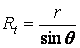 R_t = r / sin θ